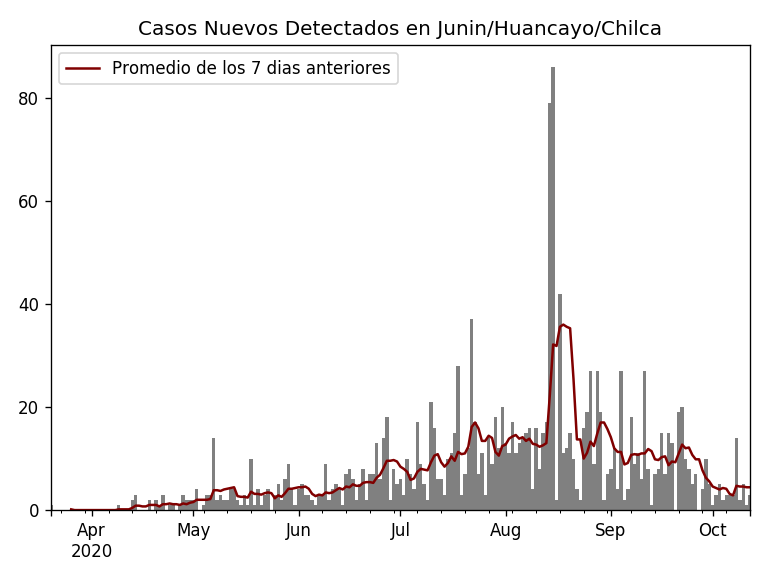 Casos Nuevos Detectados en Junin/Huancayo/Chilca
Promedio de los 7 dias anteriores
80
60
40
20
0
Apr May Jun Jul Aug Sep Oct
2020